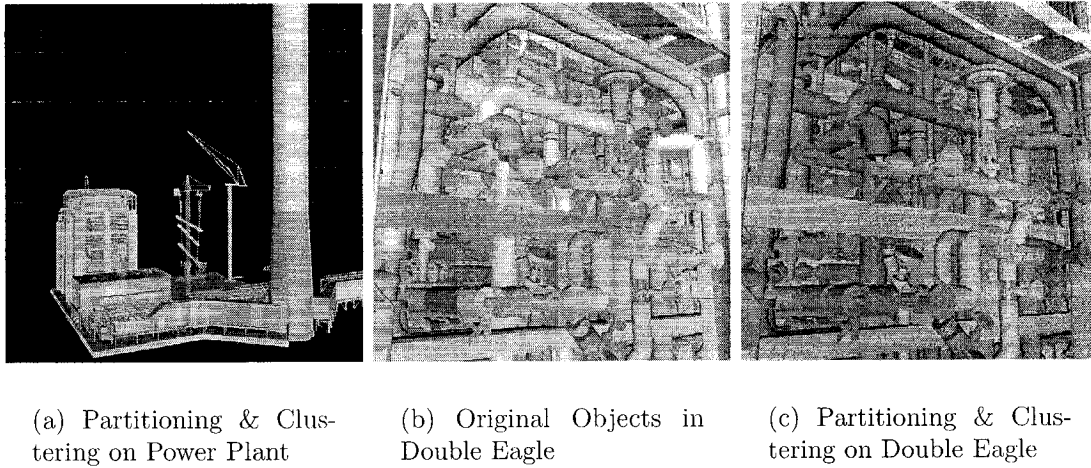 (a) Partitioning & Clus-
tering on Power Plant
(b) Original Objects in
Double Eagle
(c) Partitioning & Clus-
tering on Double Eagle